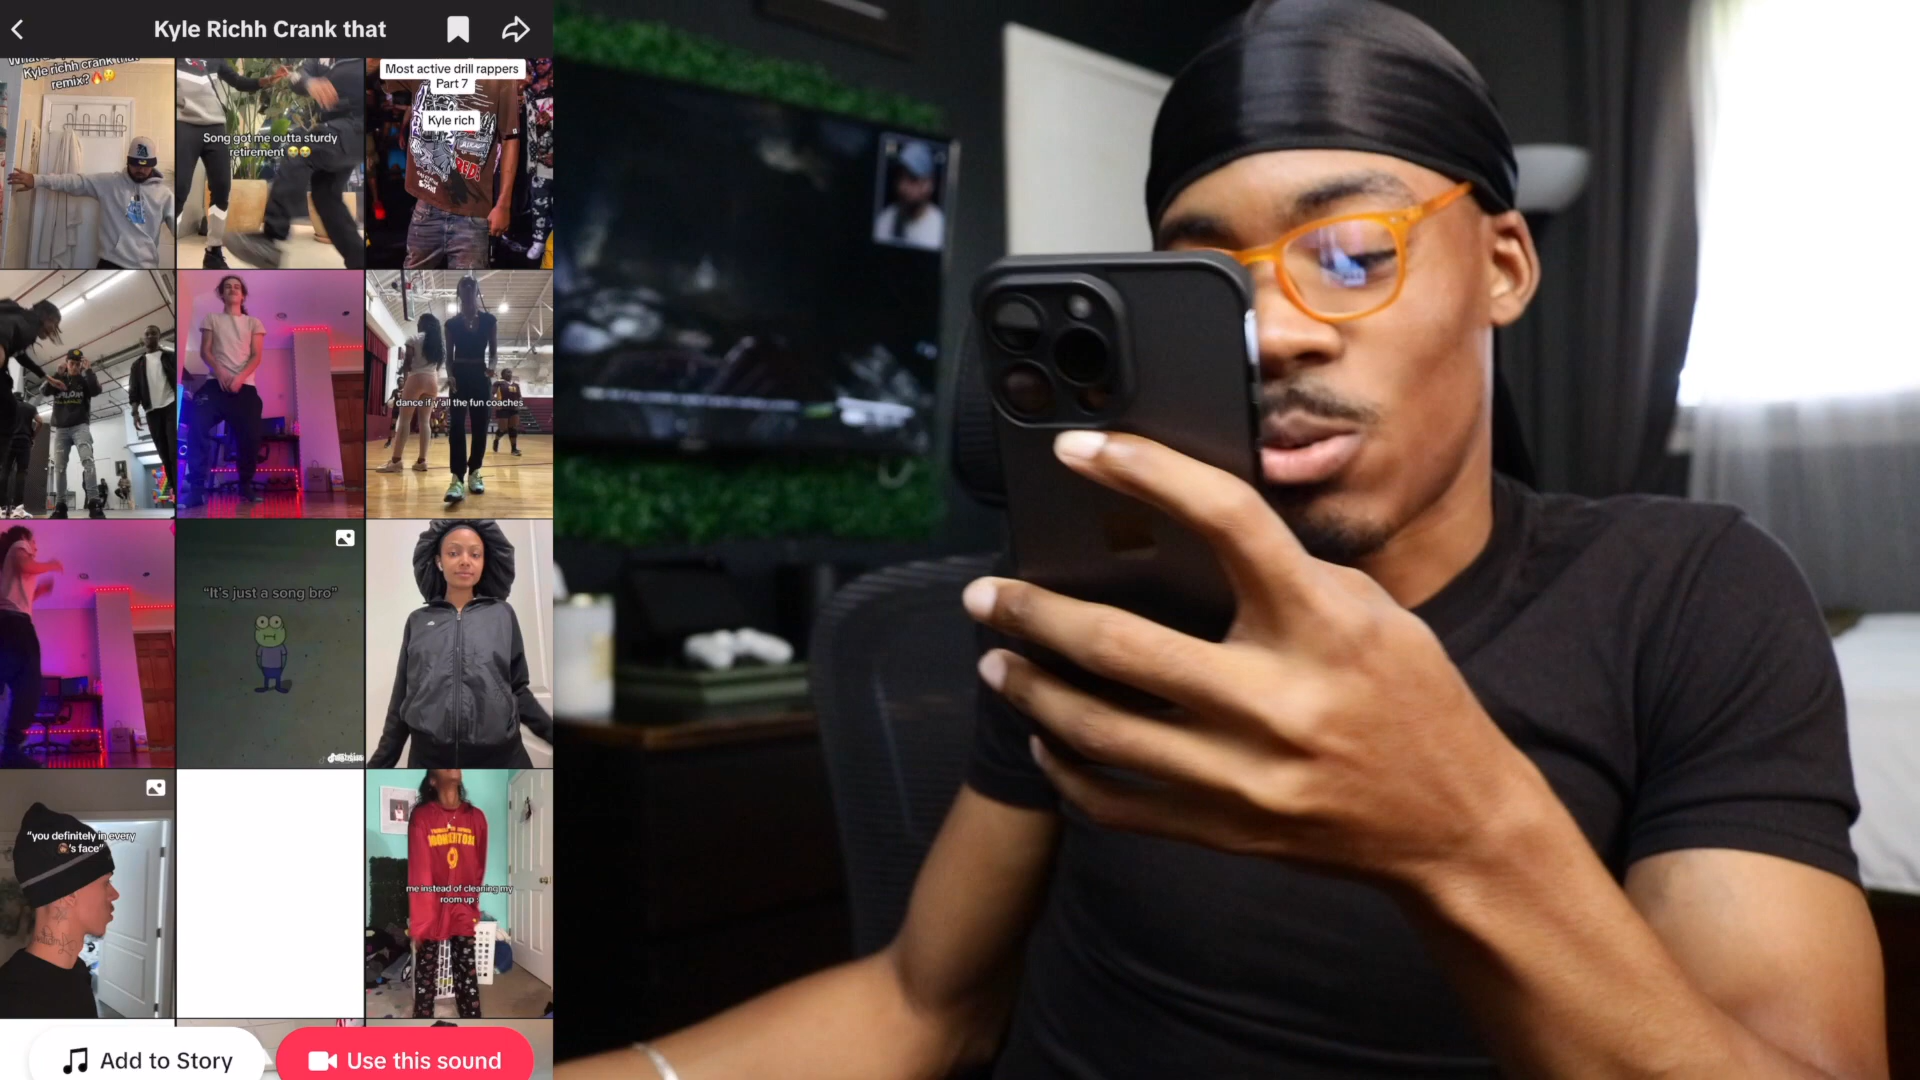 Kyle Richh Crank that
Kyle richh crank that
remix? 🔥🤔
Song got me outta sturdy
retirement 😭😭
Most active drill rappers
Part 7
Kyle rich
dance if y'all the fun coaches
"It's just a song bro"
"you definitely in every
's face"
me instead of cleaning my
room up :
Add to Story
Use this sound